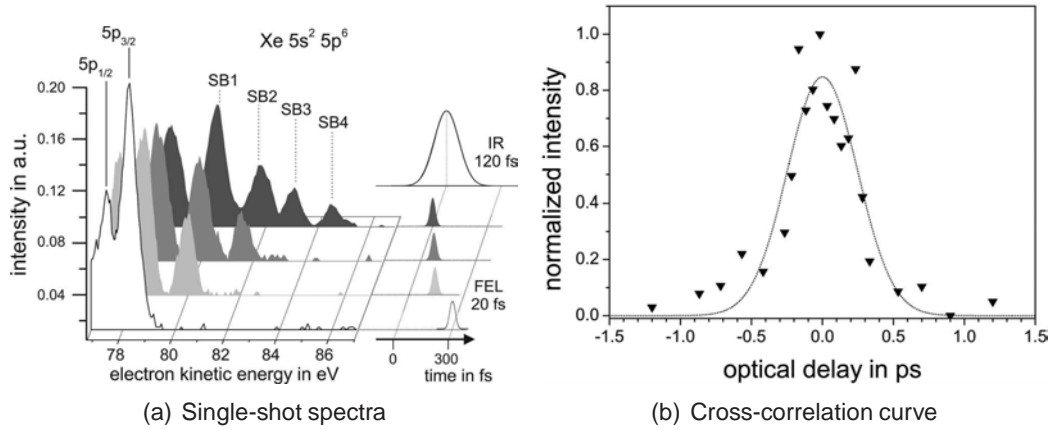 Xe 5s² 5p⁶
5p3/2
5p1/2
SB1
SB2
SB3
SB4
IR
120 fs
FEL
20 fs
intensity in a.u.
0.20
0.16
0.12
0.08
0.04
78 80 82 84 86
electron kinetic energy in eV
0 300
time in fs
(a) Single-shot spectra
normalized intensity
1.0
0.8
0.6
0.4
0.2
0.0
-1.5 -1.0 -0.5 0.0 0.5 1.0 1.5
optical delay in ps
(b) Cross-correlation curve